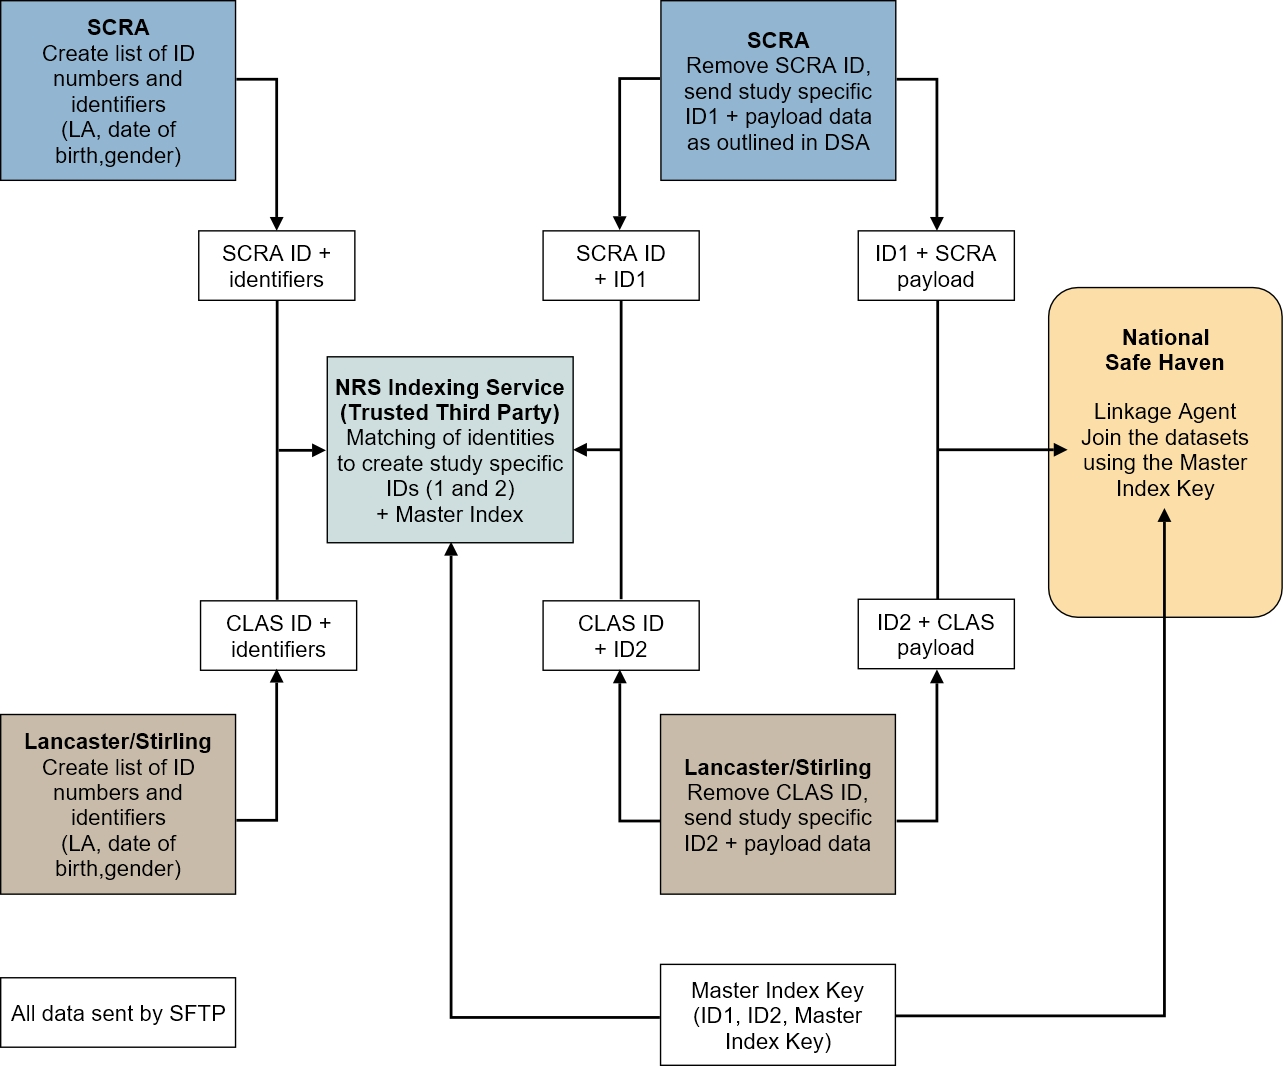 SCRA
Create list of ID
numbers and
identifiers
(LA, date of
birth,gender)
SCRA
Remove SCRA ID,
send study specific
ID1 + payload data
as outlined in DSA
SCRA ID +
identifiers
SCRA ID
+ ID1
ID1 + SCRA
payload
National
Safe Haven
Linkage Agent
Join the datasets
using the Master
Index Key
NRS Indexing Service
(Trusted Third Party)
Matching of identities
to create study specific
IDs (1 and 2)
+ Master Index
CLAS ID +
identifiers
CLAS ID
+ ID2
ID2 + CLAS
payload
Lancaster/Stirling
Create list of ID
numbers and
identifiers
(LA, date of
birth,gender)
Lancaster/Stirling
Remove CLAS ID,
send study specific
ID2 + payload data
All data sent by SFTP
Master Index Key
(ID1, ID2, Master
Index Key)